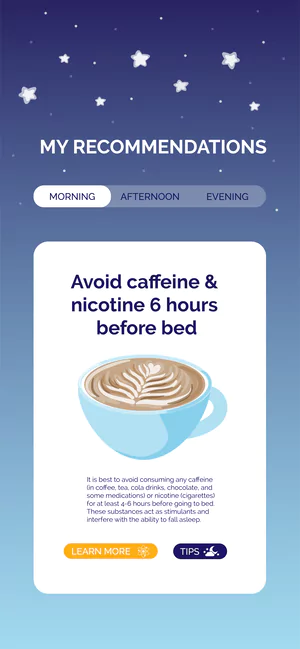 MY RECOMMENDATIONS
MORNING AFTERNOON EVENING
Avoid caffeine &
nicotine 6 hours
before bed
It is best to avoid consuming any caffeine
(in coffee, tea, cola drinks, chocolate, and
some medications) or nicotine (cigarettes)
for at least 4-6 hours before going to bed.
These substances act as stimulants and
interfere with the ability to fall asleep.
LEARN MORE TIPS